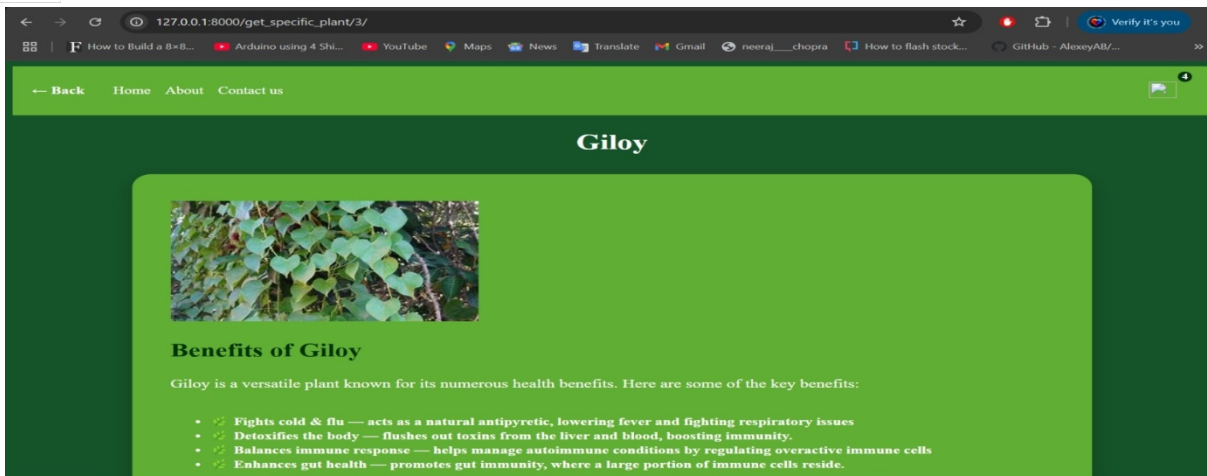 127.0.0.1:8000/get_specific_plant/3/
Verify it's you
How to Build a 8×8...
Arduino using 4 Shi...
YouTube
Maps
News
Translate
Gmail
neeraj___chopra
How to flash stock...
GitHub - AlexeyAB/...
← Back
Home
About
Contact us
4
Giloy
Benefits of Giloy
Giloy is a versatile plant known for its numerous health benefits. Here are some of the key benefits:
• 🌿 Fights cold & flu — acts as a natural antipyretic, lowering fever and fighting respiratory issues
• 🌿 Detoxifies the body — flushes out toxins from the liver and blood, boosting immunity.
• 🌿 Balances immune response — helps manage autoimmune conditions by regulating overactive immune cells
• 🌿 Enhances gut health — promotes gut immunity, where a large portion of immune cells reside.